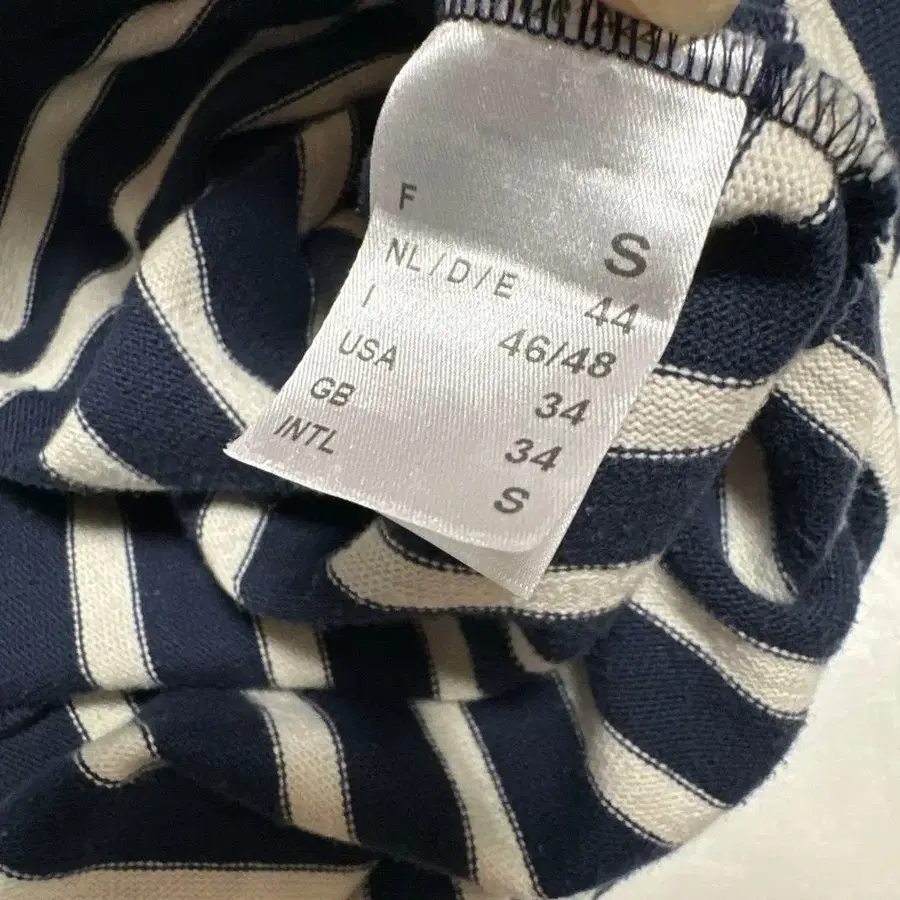 F S
NL/D/E 44
I 46/48
USA 34
GB 34
INTL S